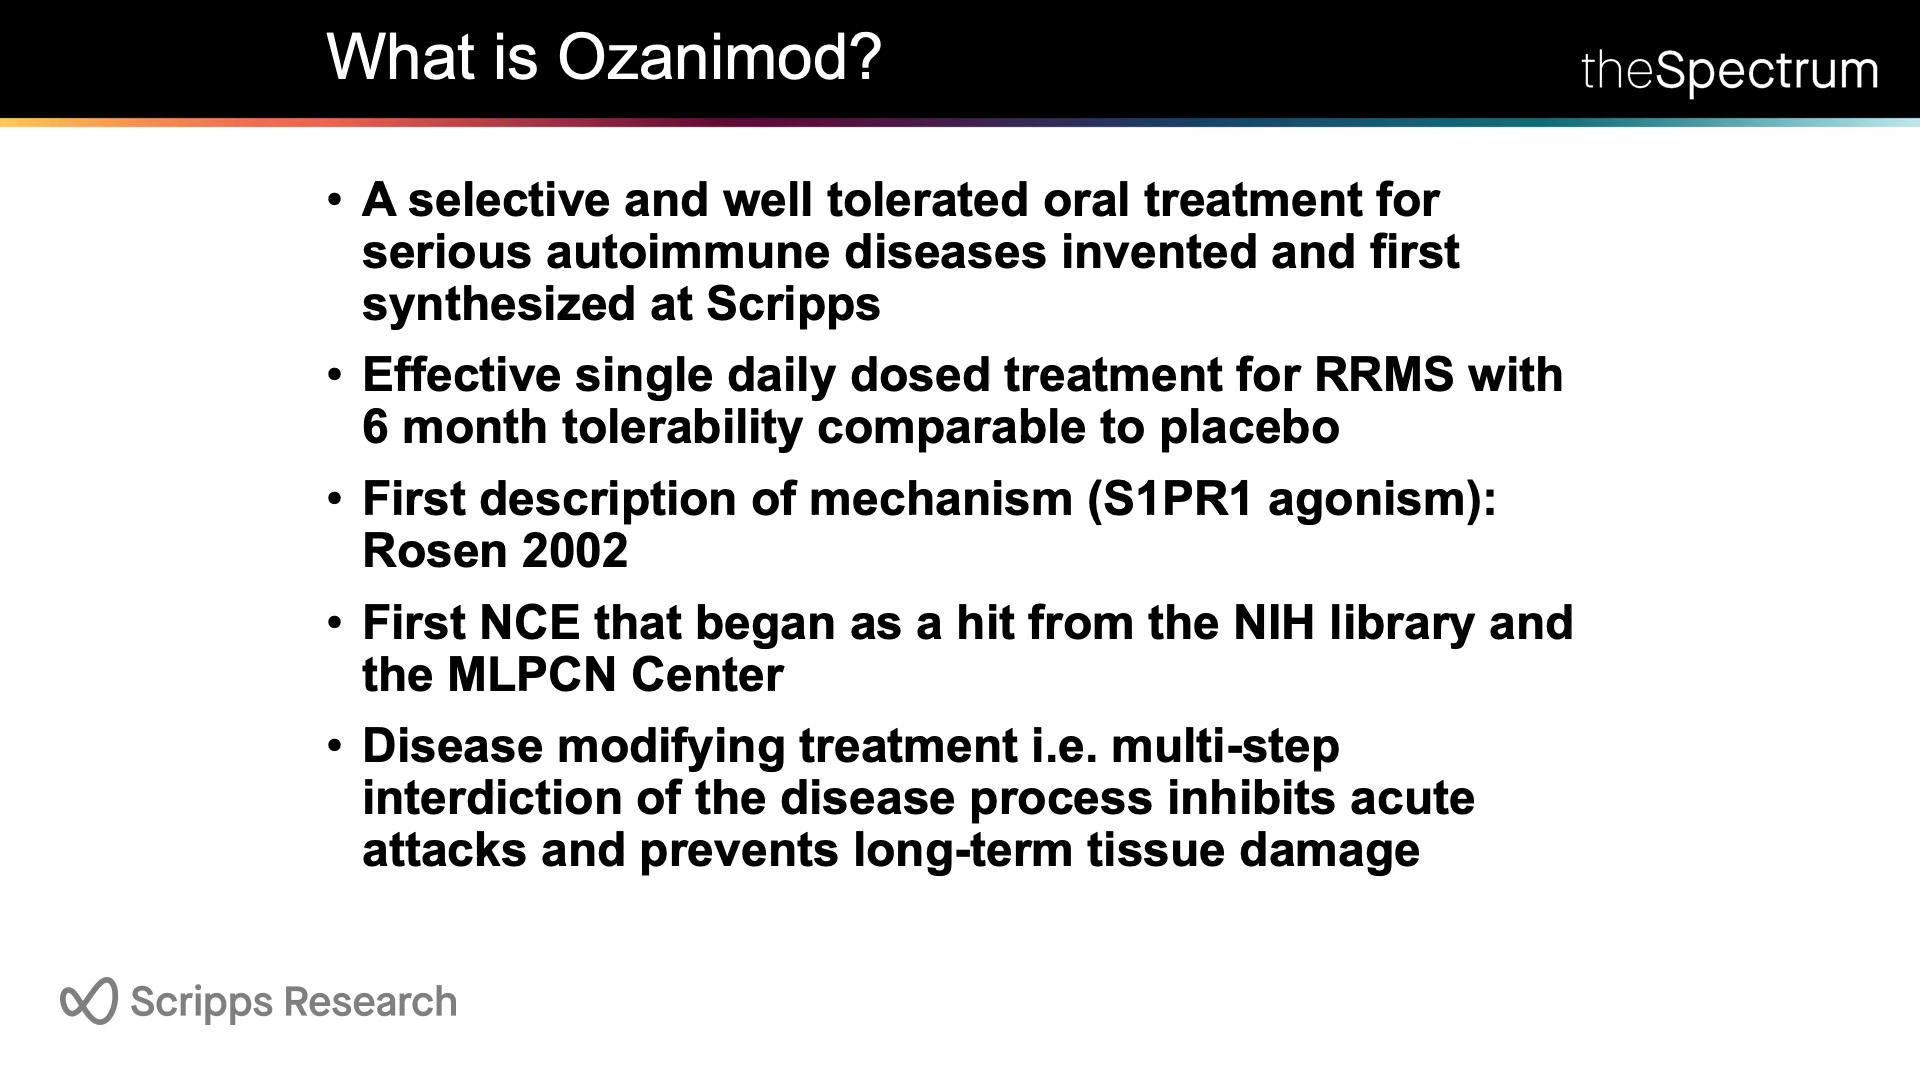 What is Ozanimod?
theSpectrum
• A selective and well tolerated oral treatment for
serious autoimmune diseases invented and first
synthesized at Scripps
• Effective single daily dosed treatment for RRMS with
6 month tolerability comparable to placebo
• First description of mechanism (S1PR1 agonism):
Rosen 2002
• First NCE that began as a hit from the NIH library and
the MLPCN Center
• Disease modifying treatment i.e. multi-step
interdiction of the disease process inhibits acute
attacks and prevents long-term tissue damage
Scripps Research